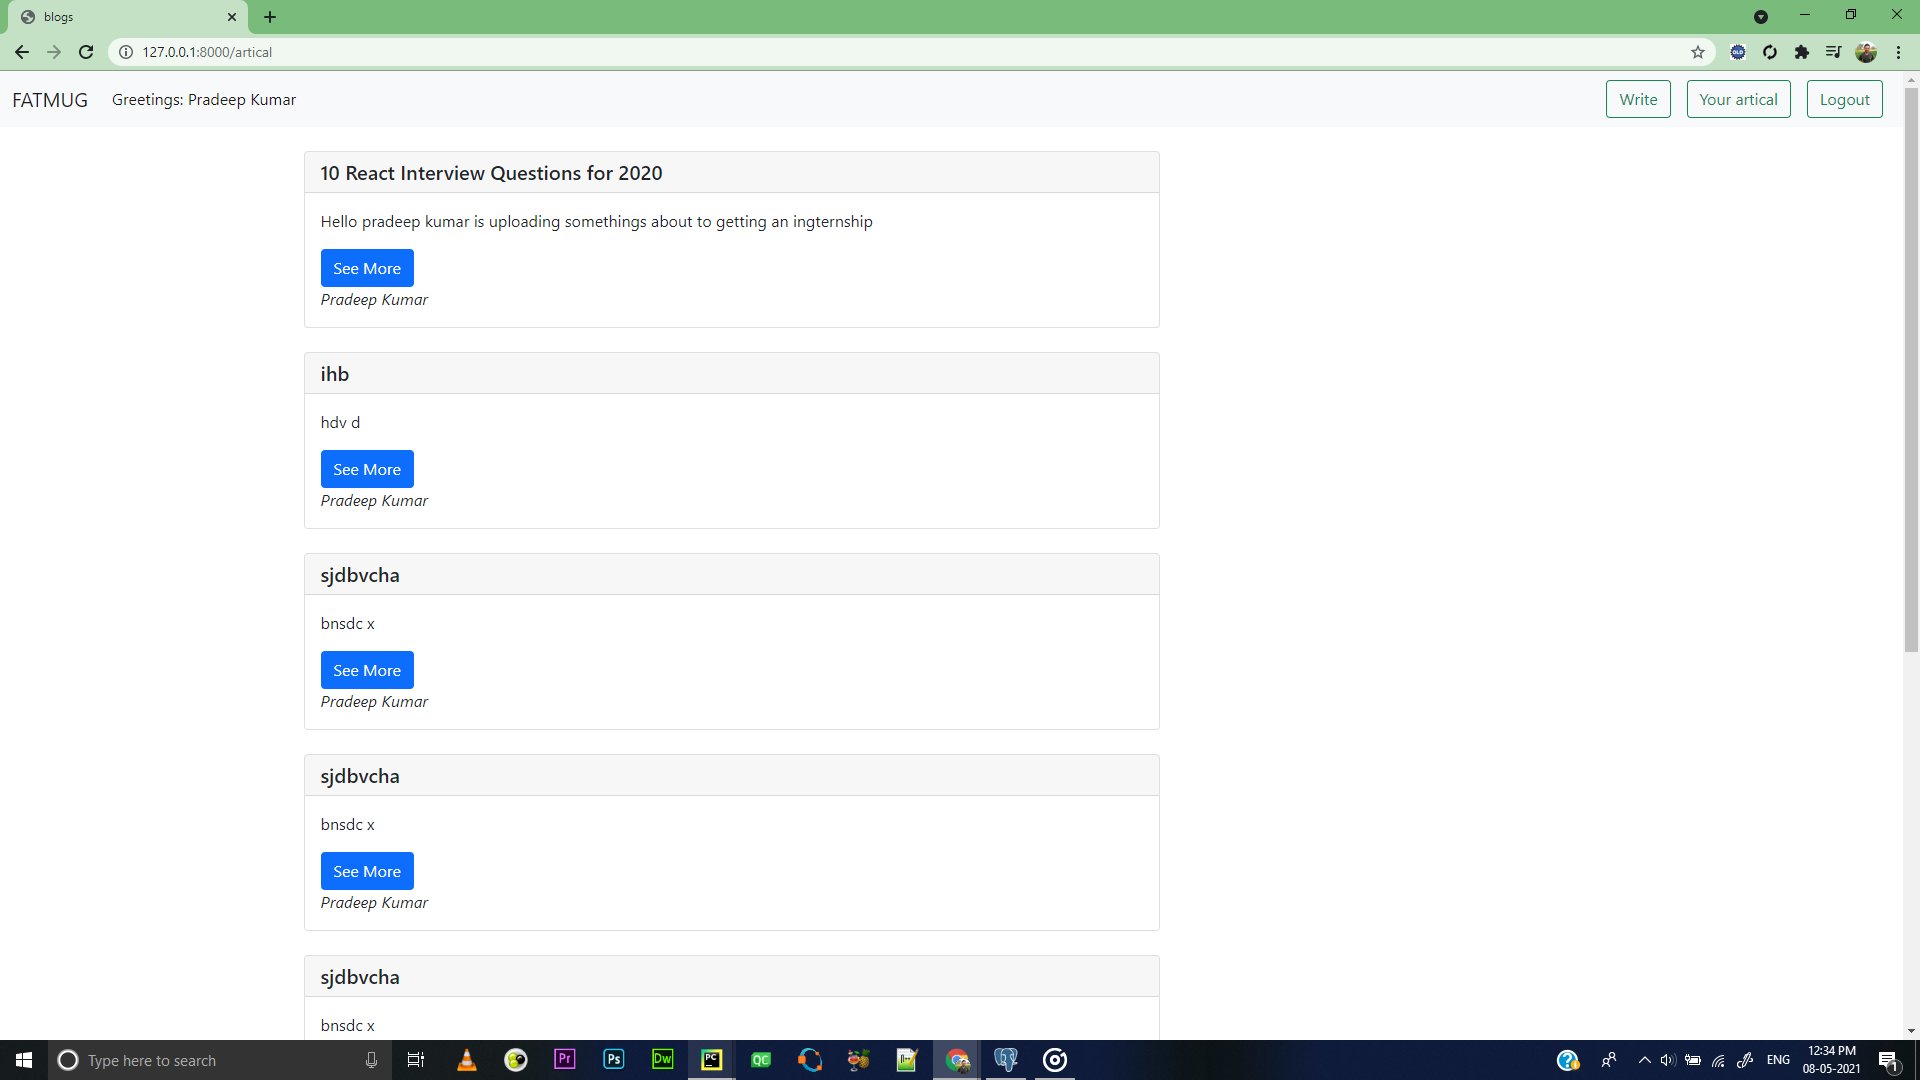 blogs
127.0.0.1:8000/artical
OLD
FATMUG
Greetings: Pradeep Kumar
Write
Your artical
Logout
10 React Interview Questions for 2020
Hello pradeep kumar is uploading somethings about to getting an ingternship
See More
Pradeep Kumar
ihb
hdv d
See More
Pradeep Kumar
sjdbvcha
bnsdc x
See More
Pradeep Kumar
sjdbvcha
bnsdc x
See More
Pradeep Kumar
sjdbvcha
bnsdc x
Type here to search
Pr
Ps
Dw
PC
QC
ENG
12:34 PM
08-05-2021
1